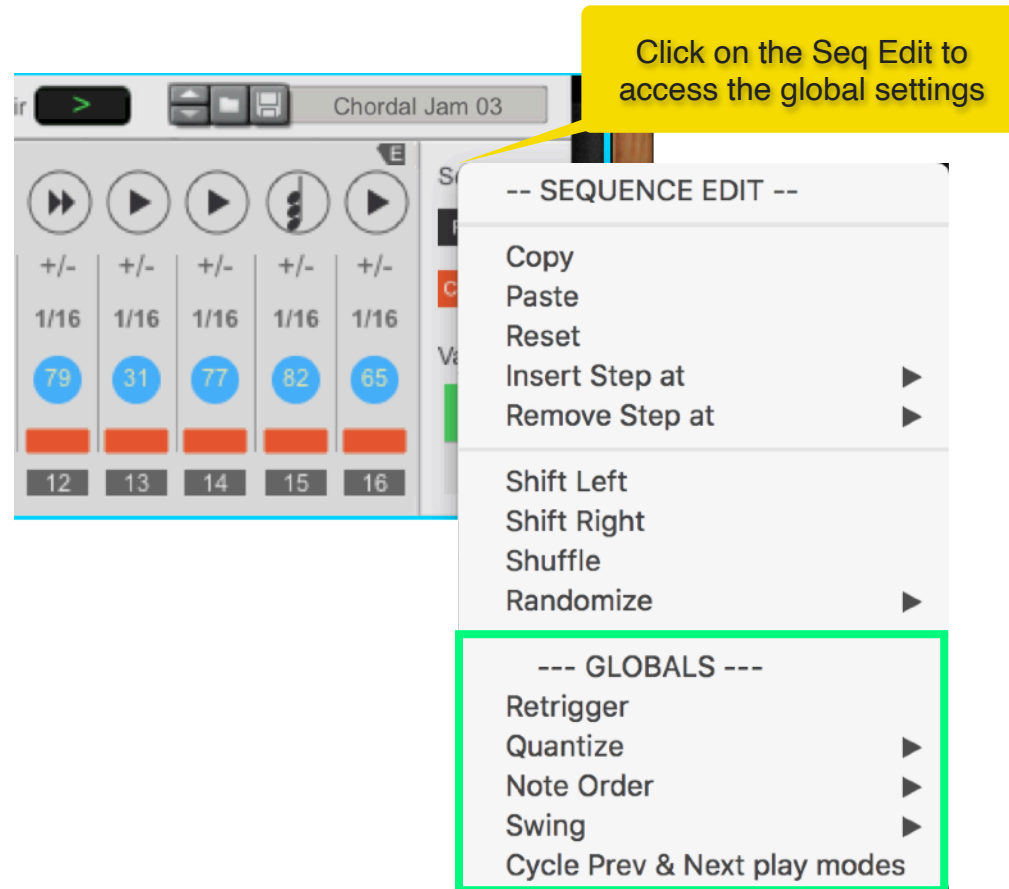 Click on the Seq Edit to
access the global settings
ir > Chordal Jam 03
E
+/- +/- +/- +/- +/-
1/16 1/16 1/16 1/16 1/16
79 31 77 82 65
12 13 14 15 16
-- SEQUENCE EDIT --
Copy
Paste
Reset
Insert Step at
Remove Step at
Shift Left
Shift Right
Shuffle
Randomize
--- GLOBALS ---
Retrigger
Quantize
Note Order
Swing
Cycle Prev & Next play modes